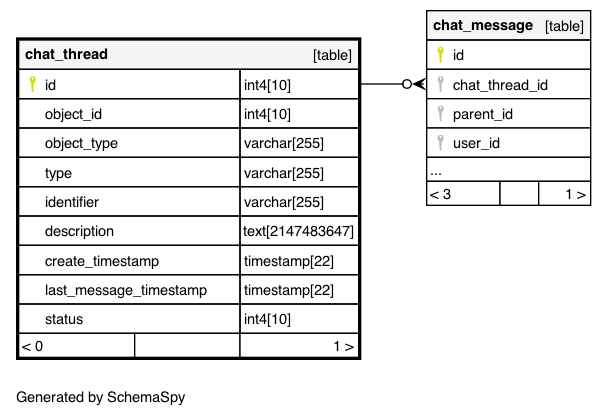 chat_thread [table]
id int4[10]
object_id int4[10]
object_type varchar[255]
type varchar[255]
identifier varchar[255]
description text[2147483647]
create_timestamp timestamp[22]
last_message_timestamp timestamp[22]
status int4[10]
< 0 1 >
chat_message [table]
id
chat_thread_id
parent_id
user_id
...
< 3 1 >
Generated by SchemaSpy